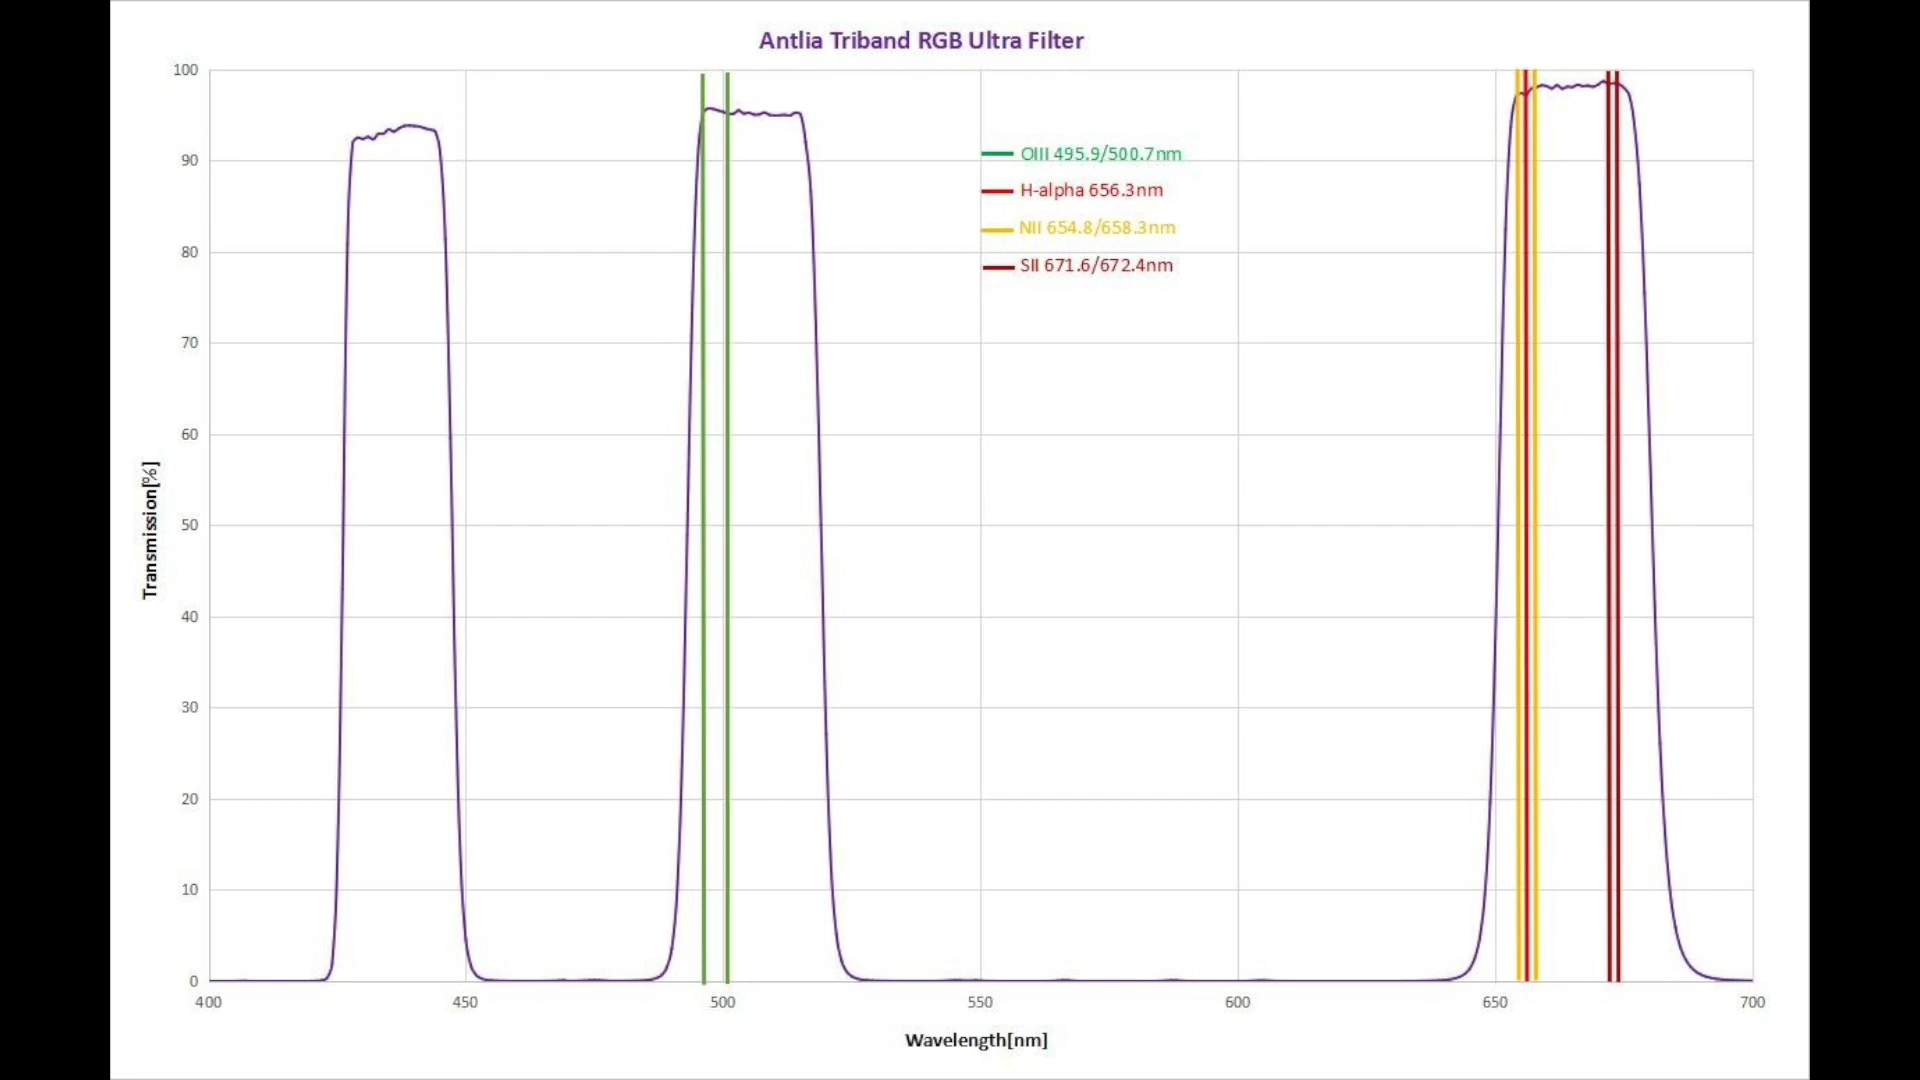 Antlia Triband RGB Ultra Filter
100
90
80
70
60
50
40
30
20
10
0
OIII 495.9/500.7nm
H-alpha 656.3nm
NII 654.8/658.3nm
SII 671.6/672.4nm
Transmission[%]
400 450 500 550 600 650 700
Wavelength[nm]